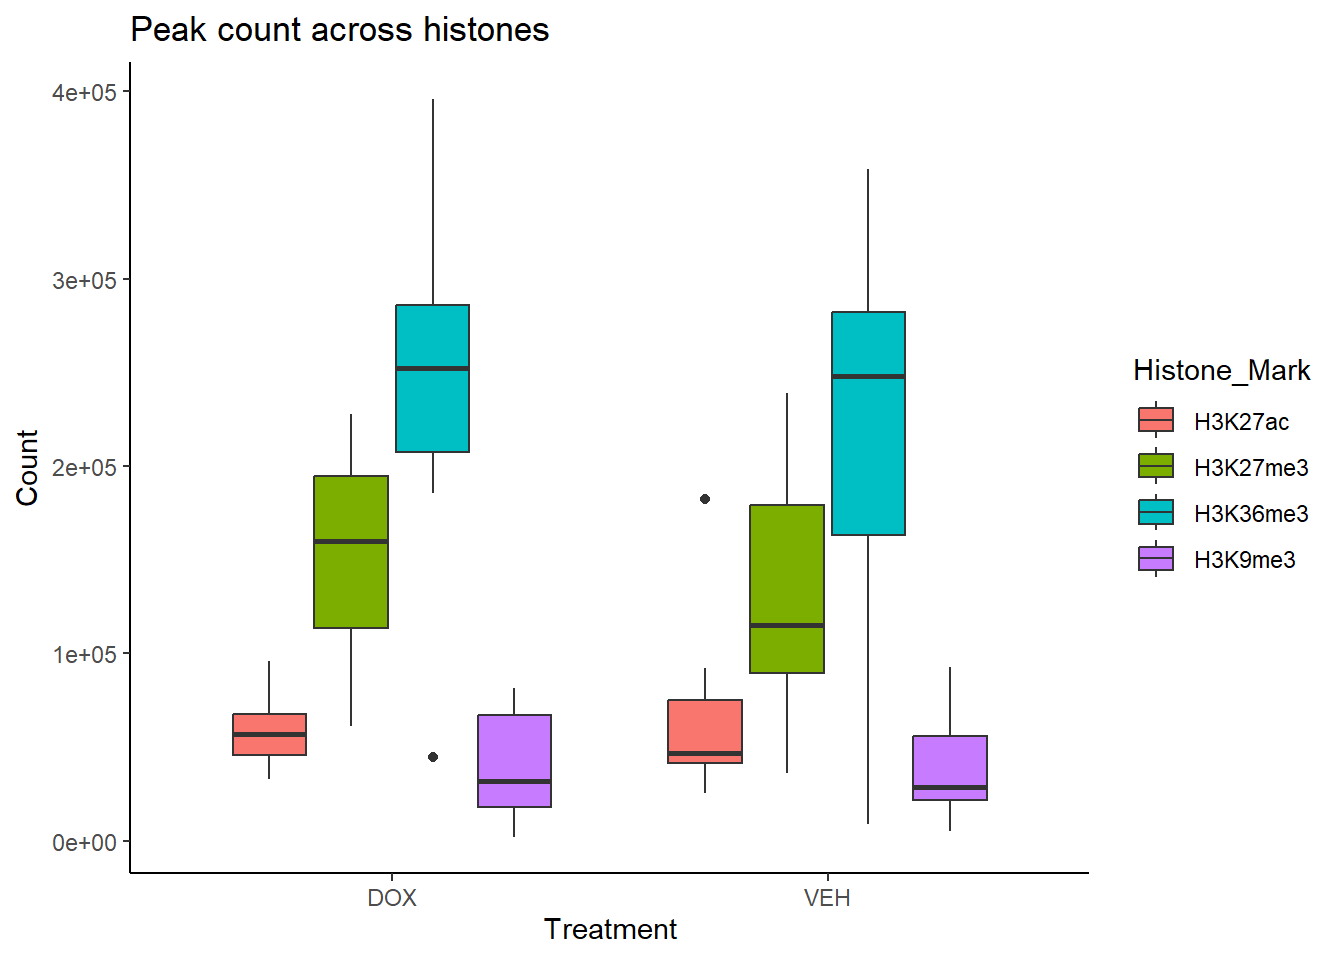 Peak count across histones
4e+05
3e+05
2e+05
1e+05
0e+00
Count
DOX
VEH
Treatment
Histone_Mark
H3K27ac
H3K27me3
H3K36me3
H3K9me3